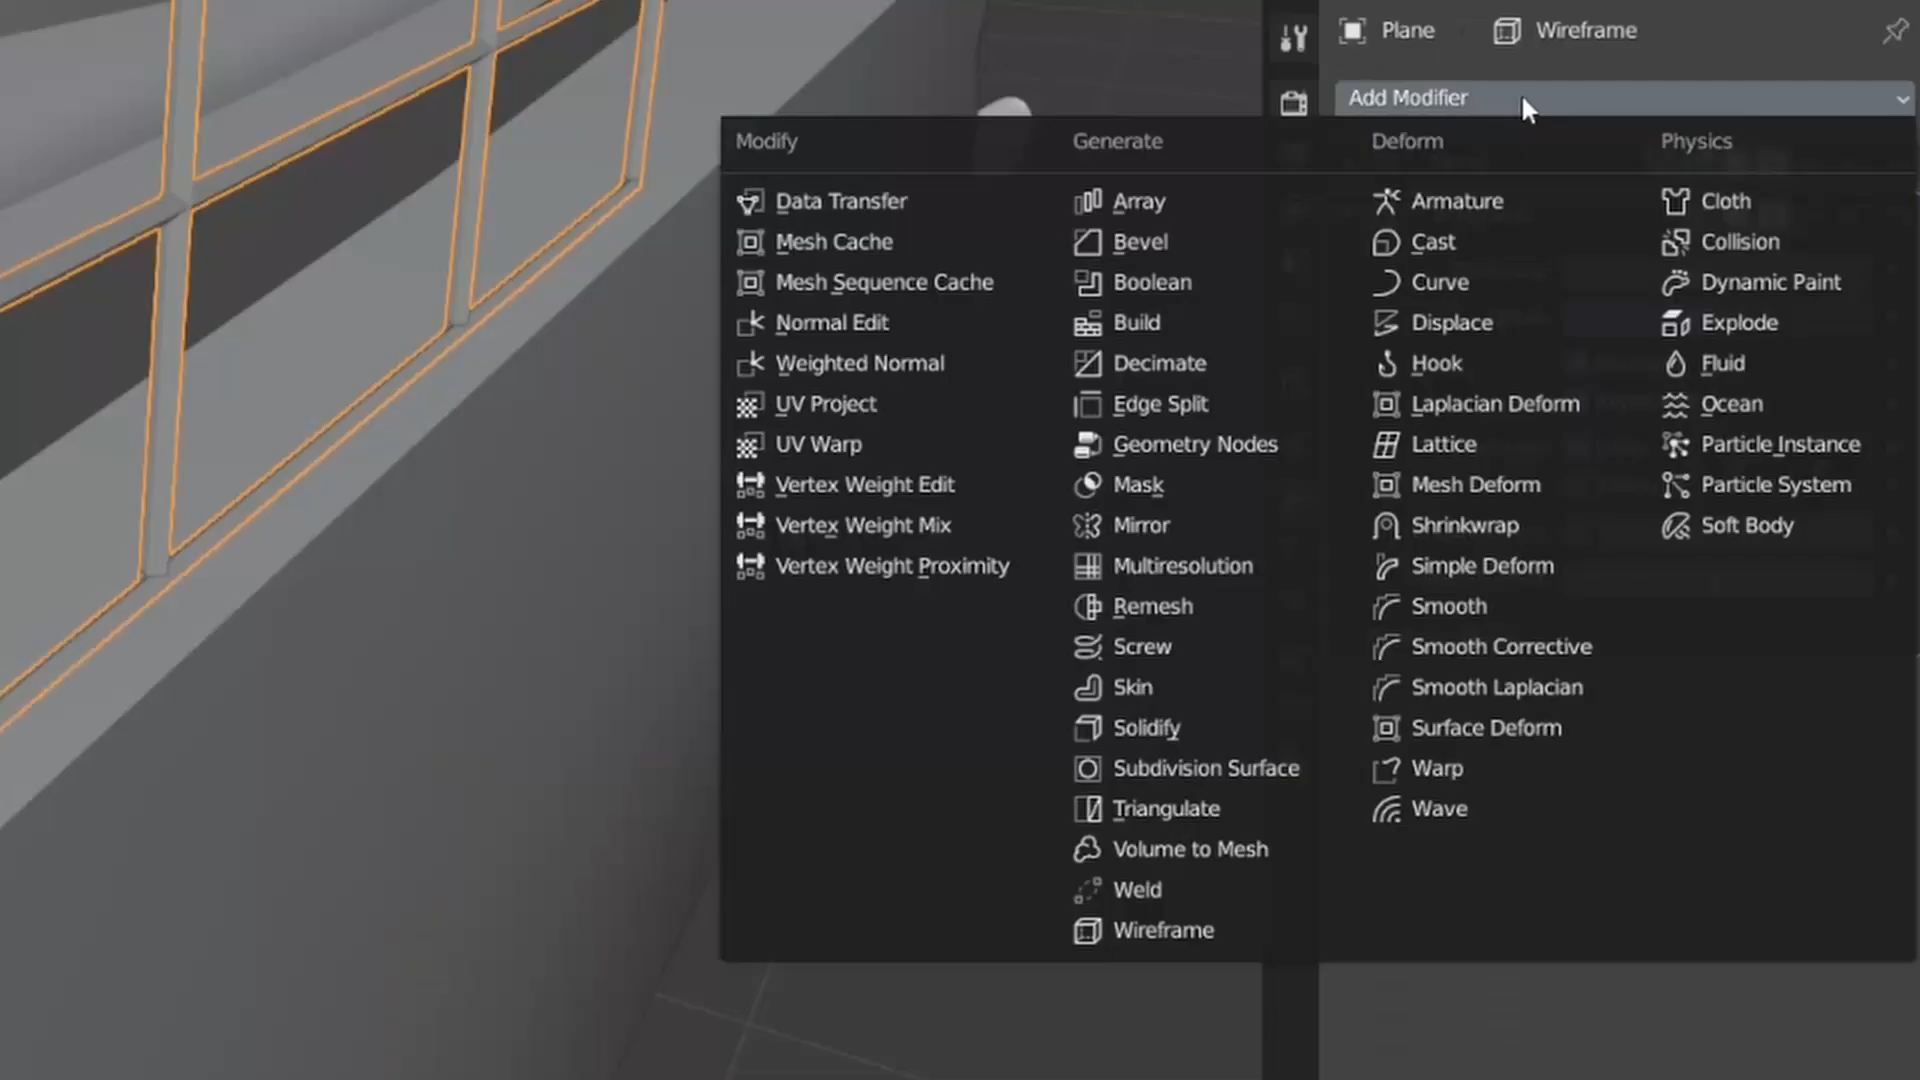 Plane
Wireframe
Add Modifier
Modify
Data Transfer
Mesh Cache
Mesh Sequence Cache
Normal Edit
Weighted Normal
UV Project
UV Warp
Vertex Weight Edit
Vertex Weight Mix
Vertex Weight Proximity
Generate
Array
Bevel
Boolean
Build
Decimate
Edge Split
Geometry Nodes
Mask
Mirror
Multiresolution
Remesh
Screw
Skin
Solidify
Subdivision Surface
Triangulate
Volume to Mesh
Weld
Wireframe
Deform
Armature
Cast
Curve
Displace
Hook
Laplacian Deform
Lattice
Mesh Deform
Shrinkwrap
Simple Deform
Smooth
Smooth Corrective
Smooth Laplacian
Surface Deform
Warp
Wave
Physics
Cloth
Collision
Dynamic Paint
Explode
Fluid
Ocean
Particle Instance
Particle System
Soft Body